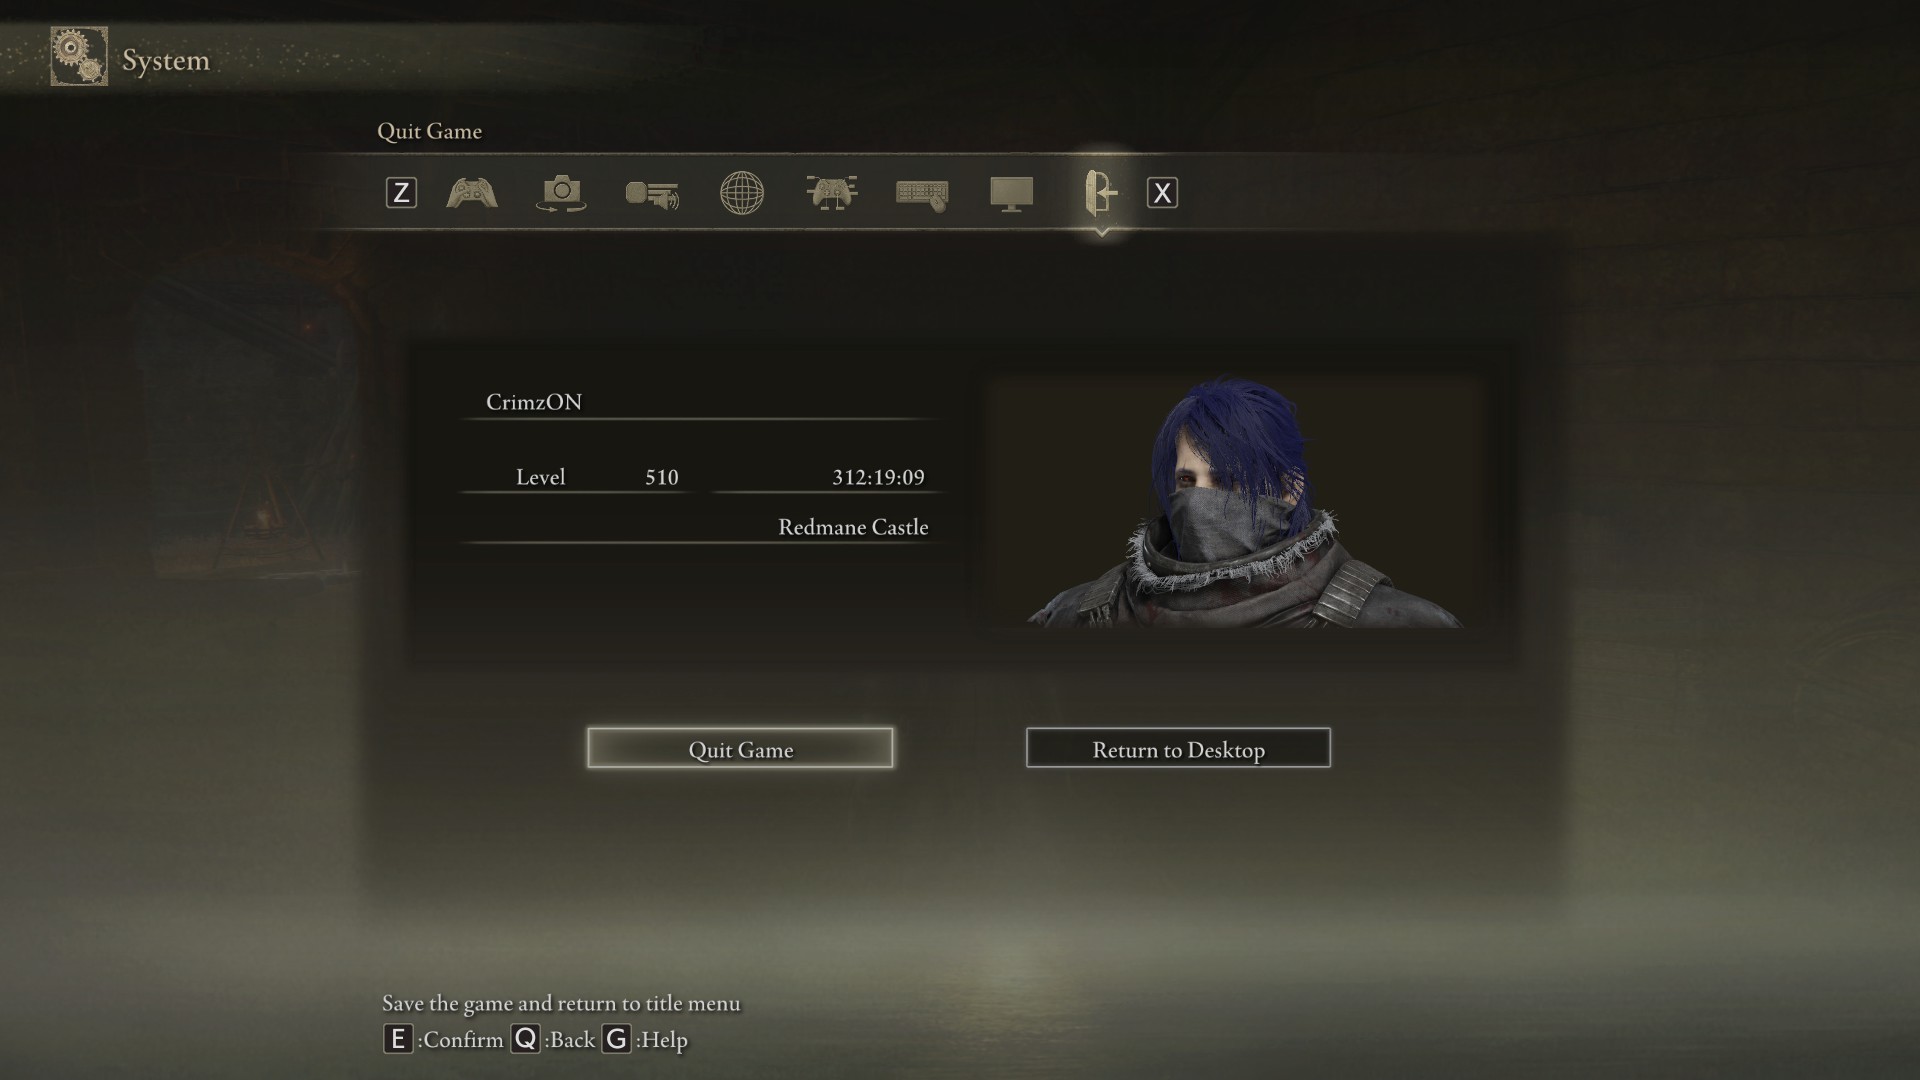 System
Quit Game
Z X
CrimzON
Level 510 312:19:09
Redmane Castle
Quit Game Return to Desktop
Save the game and return to title menu
E :Confirm Q :Back G :Help